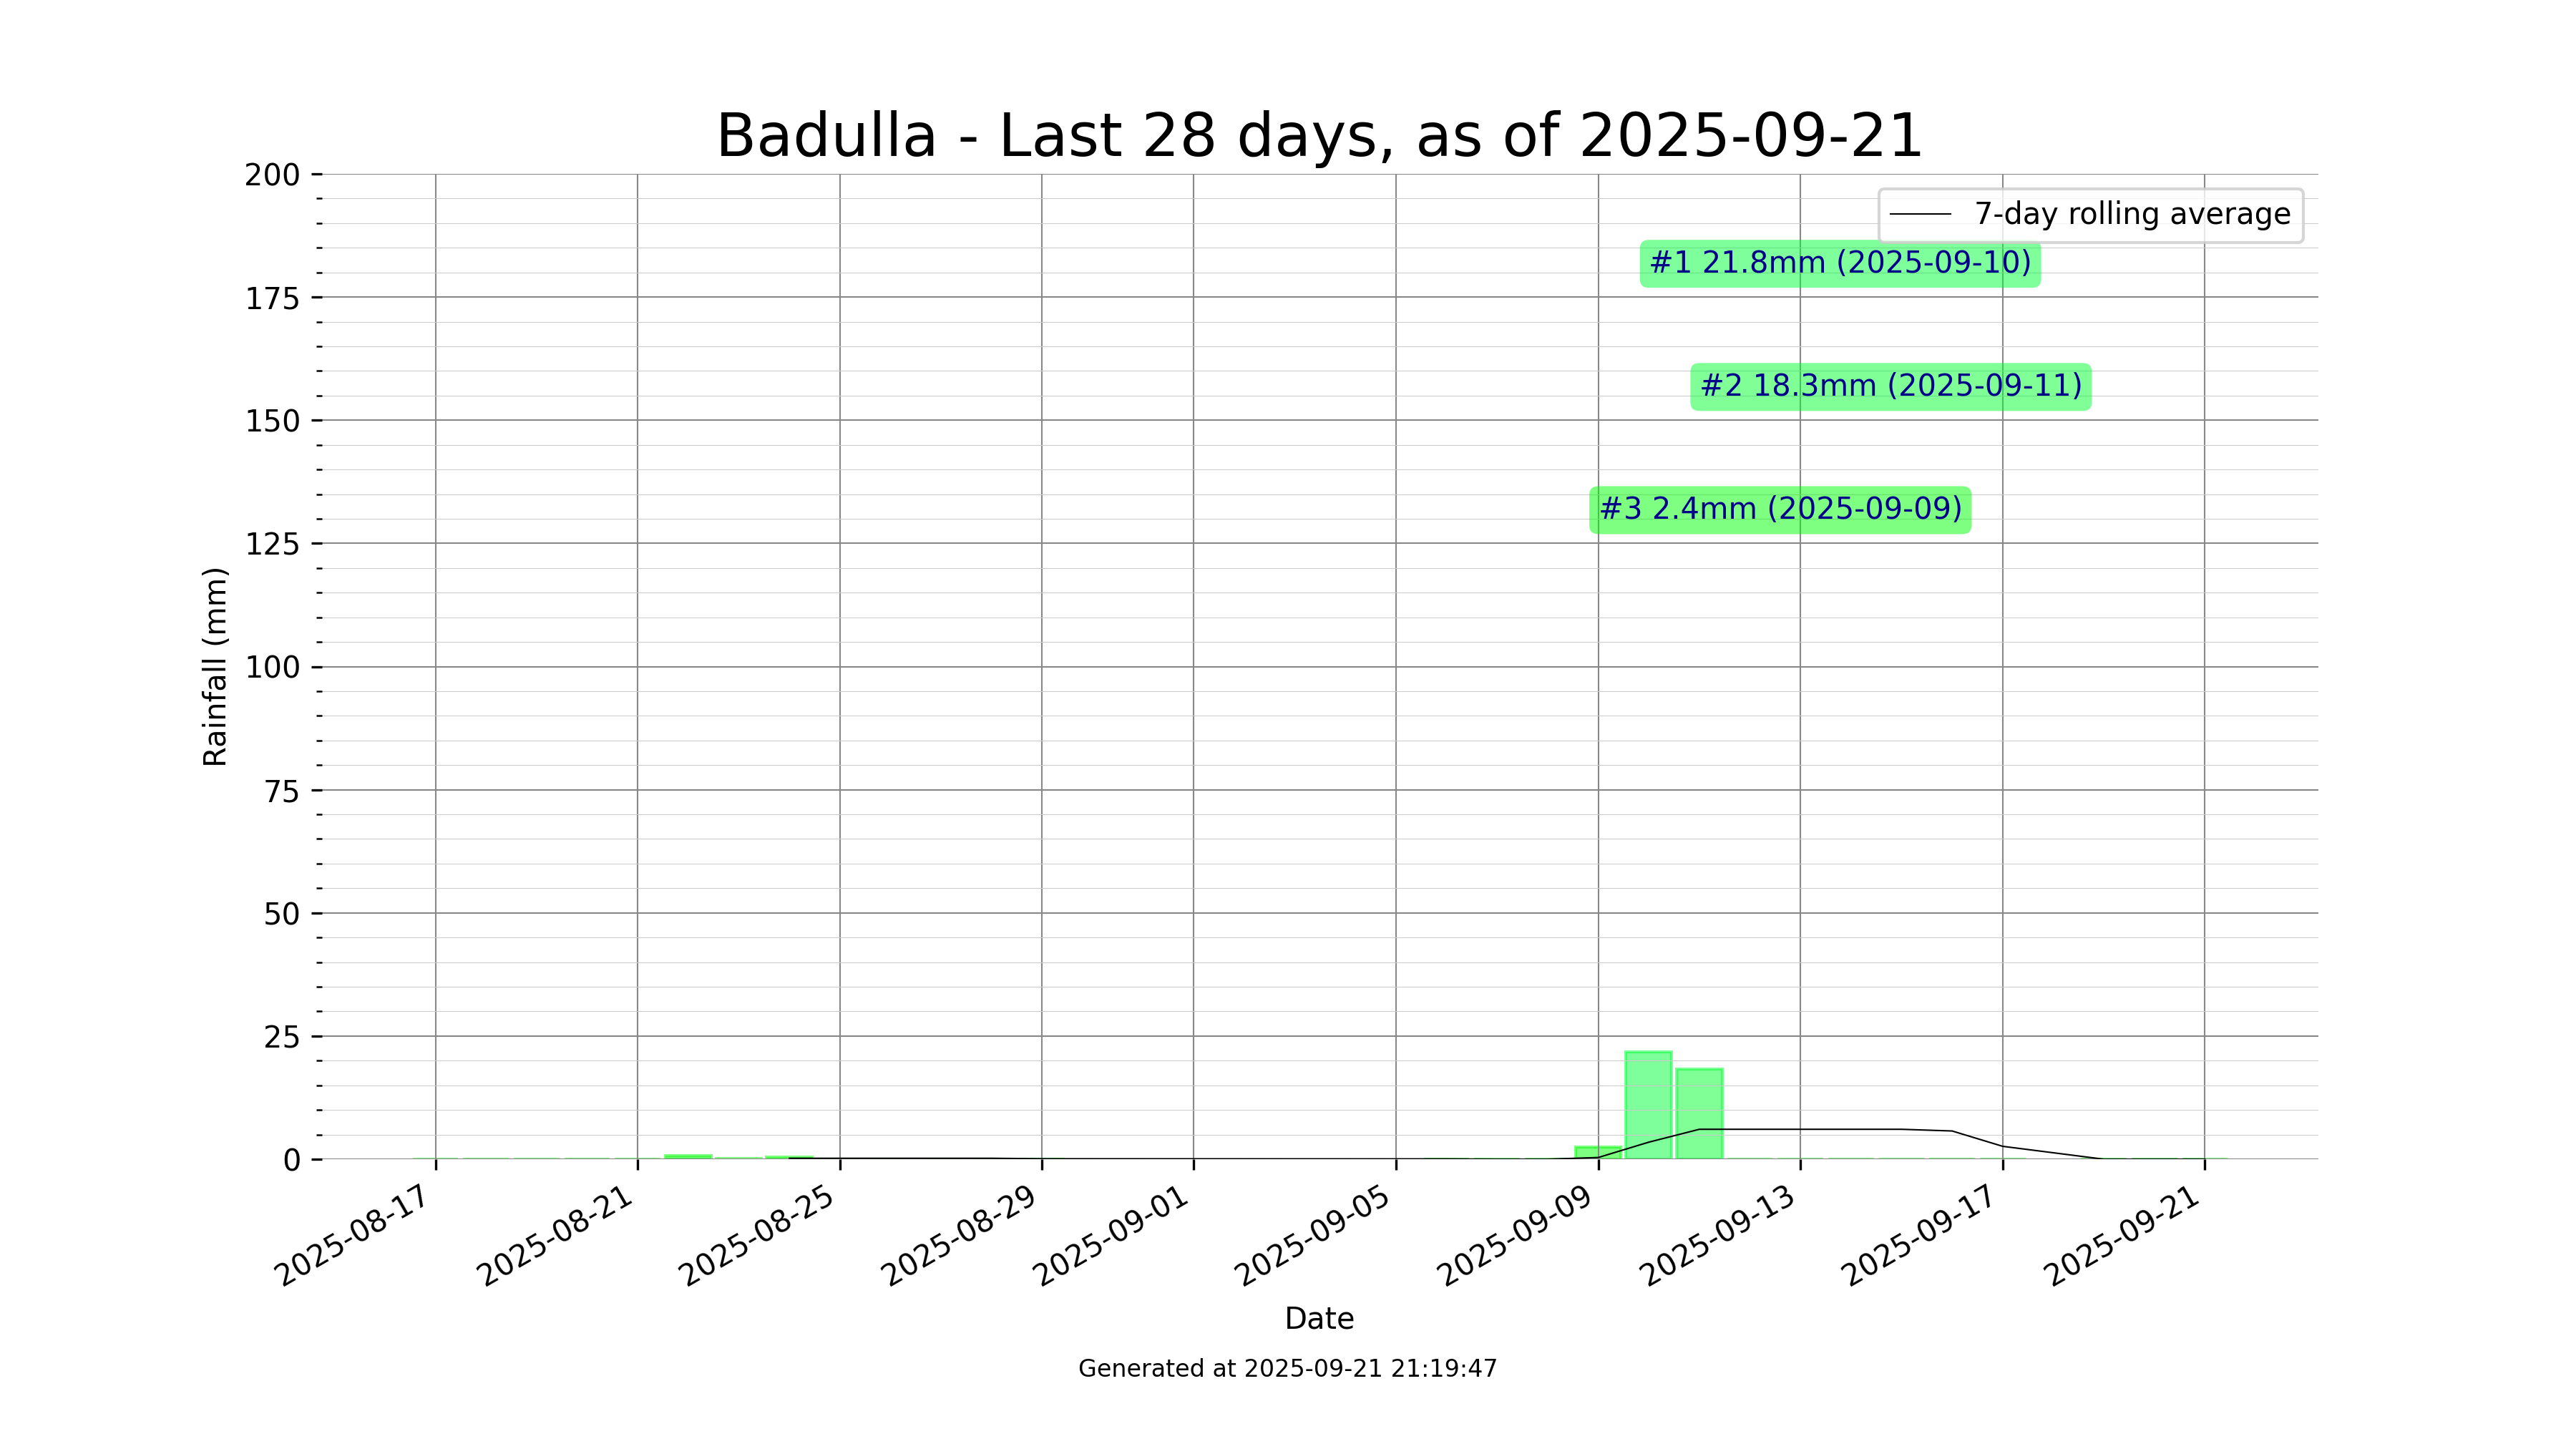 Badulla - Last 28 days, as of 2025-09-21
200
175
150
125
100
75
50
25
0
Rainfall (mm)
7-day rolling average
#1 21.8mm (2025-09-10)
#2 18.3mm (2025-09-11)
#3 2.4mm (2025-09-09)
2025-08-17
2025-08-21
2025-08-25
2025-08-29
2025-09-01
2025-09-05
2025-09-09
2025-09-13
2025-09-17
2025-09-21
Date
Generated at 2025-09-21 21:19:47